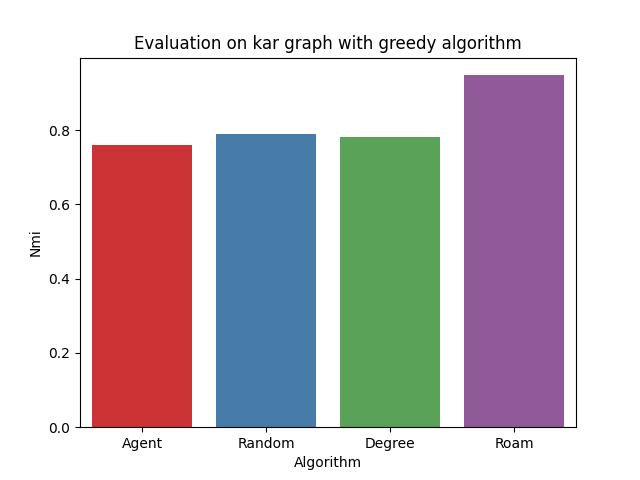 Evaluation on kar graph with greedy algorithm
Nmi
0.8
0.6
0.4
0.2
0.0
Agent Random Degree Roam
Algorithm